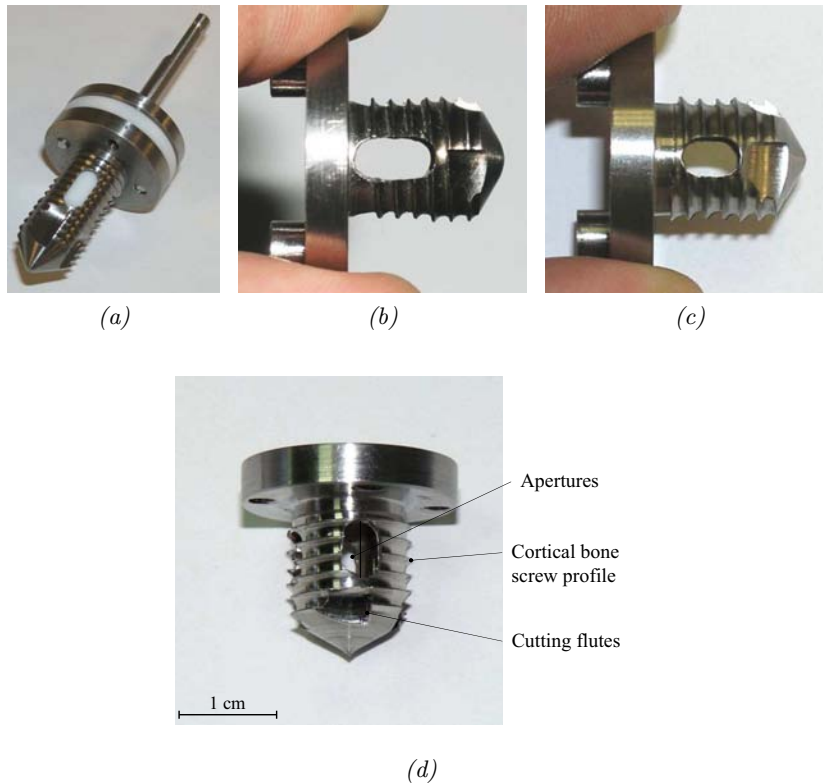 (a)
(b)
(c)
Apertures
Cortical bone
screw profile
Cutting flutes
1 cm
(d)